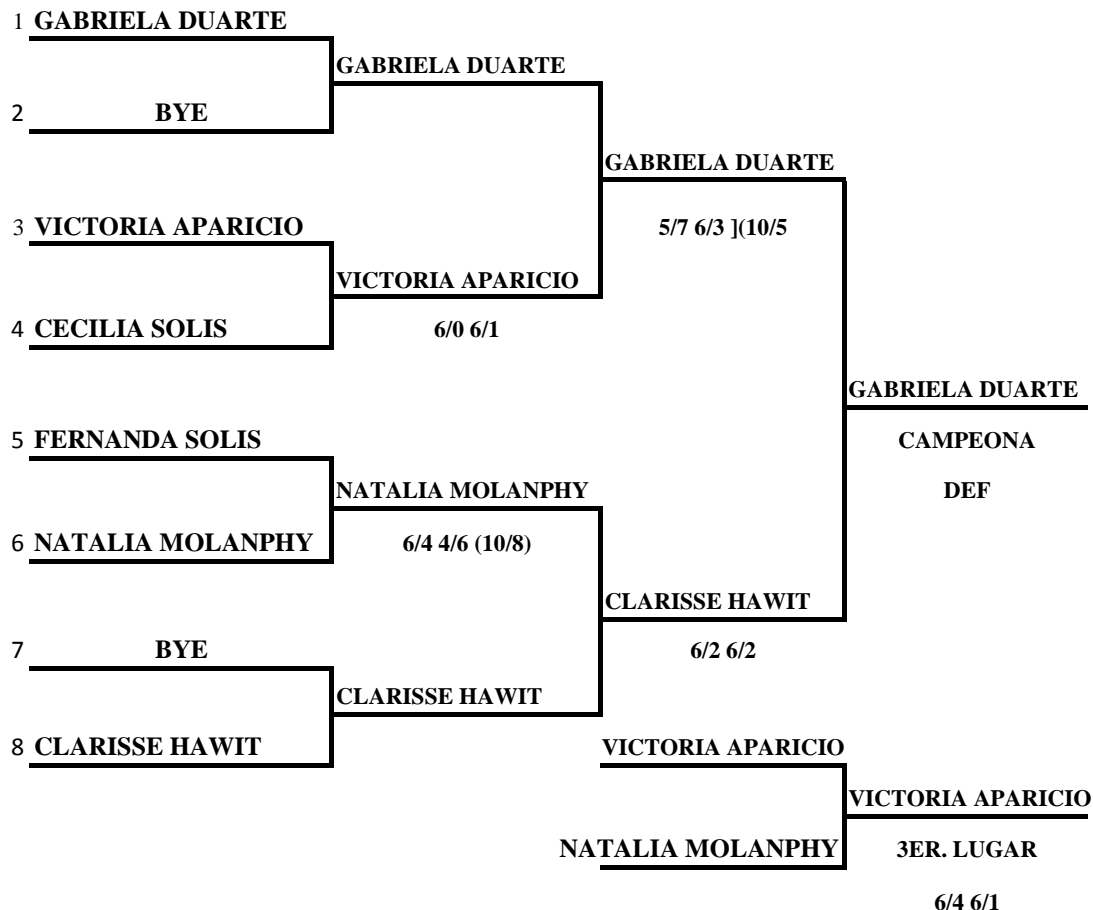 1 GABRIELA DUARTE
GABRIELA DUARTE
2 BYE
GABRIELA DUARTE
3 VICTORIA APARICIO
5/7 6/3 ](10/5
VICTORIA APARICIO
4 CECILIA SOLIS
6/0 6/1
GABRIELA DUARTE
5 FERNANDA SOLIS
CAMPEONA
NATALIA MOLANPHY
DEF
6 NATALIA MOLANPHY
6/4 4/6 (10/8)
CLARISSE HAWIT
7 BYE
6/2 6/2
CLARISSE HAWIT
8 CLARISSE HAWIT
VICTORIA APARICIO
VICTORIA APARICIO
NATALIA MOLANPHY
3ER. LUGAR
6/4 6/1